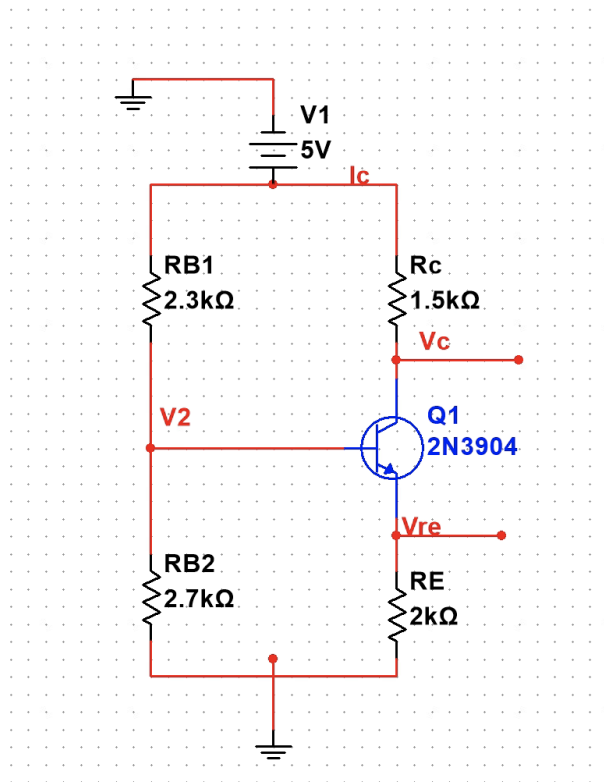 V1
5V
Ic
RB1
2.3kΩ
Rc
1.5kΩ
Vc
V2
Q1
2N3904
Vre
RB2
2.7kΩ
RE
2kΩ